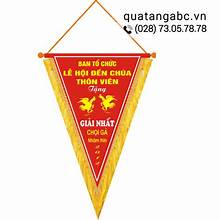 quatangabc.vn
(028) 73.05.78.78
BAN TỔ CHỨC
LỄ HỘI ĐỀN CHÙA
THÔN VIÊN
Tặng
GIẢI NHẤT
CHỌI GÀ